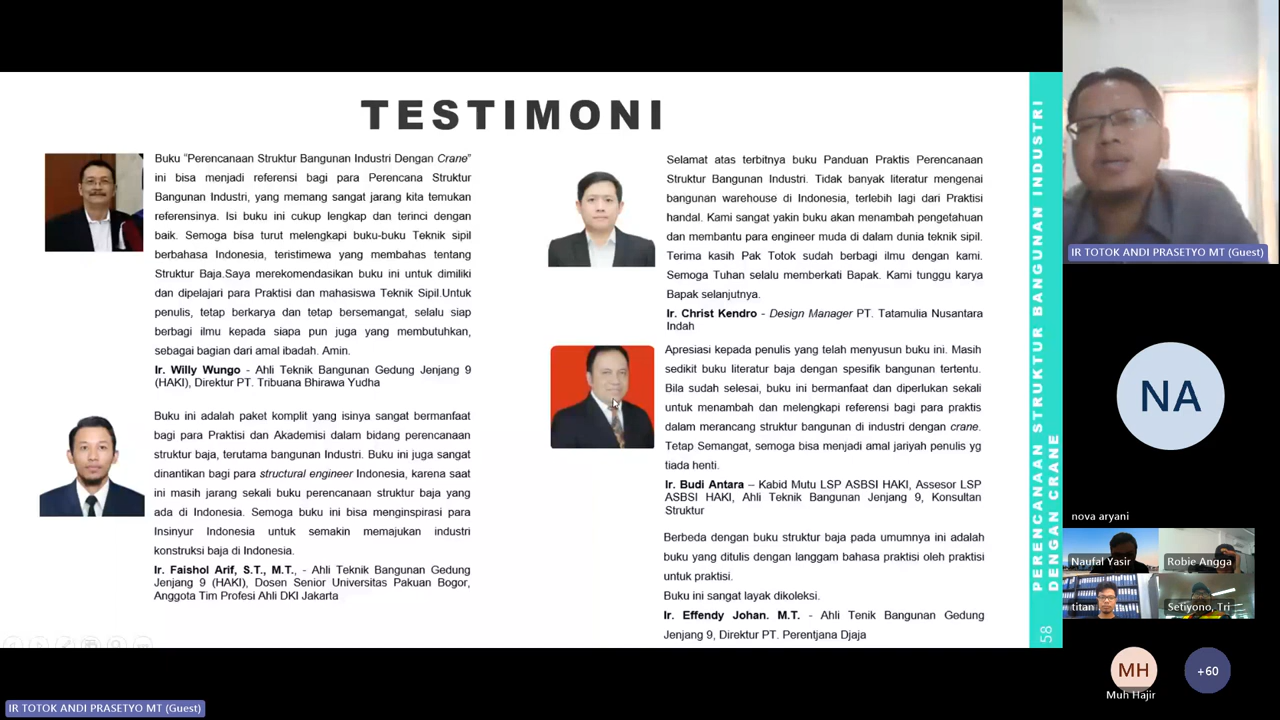 TESTIMONI
Buku "Perencanaan Struktur Bangunan Industri Dengan Crane"
ini bisa menjadi referensi bagi para Perencana Struktur
Bangunan Industri, yang memang sangat jarang kita temukan
referensinya. Isi buku ini cukup lengkap dan terinci dengan
baik. Semoga bisa turut melengkapi buku-buku Teknik sipil
berbahasa Indonesia, teristimewa yang membahas tentang
Struktur Baja.Saya merekomendasikan buku ini untuk dimiliki
dan dipelajari para Praktisi dan mahasiswa Teknik Sipil.Untuk
penulis, tetap berkarya dan tetap bersemangat, selalu siap
berbagi ilmu kepada siapa pun juga yang membutuhkan,
sebagai bagian dari amal ibadah. Amin.
Ir. Willy Wungo - Ahli Teknik Bangunan Gedung Jenjang 9
(HAKI), Direktur PT. Tribuana Bhirawa Yudha
Buku ini adalah paket komplit yang isinya sangat bermanfaat
bagi para Praktisi dan Akademisi dalam bidang perencanaan
struktur baja, terutama bangunan Industri. Buku ini juga sangat
dinantikan bagi para structural engineer Indonesia, karena saat
ini masih jarang sekali buku perencanaan struktur baja yang
ada di Indonesia. Semoga buku ini bisa menginspirasi para
Insinyur Indonesia untuk semakin memajukan industri
konstruksi baja di Indonesia.
Ir. Faishol Arif, S.T., M.T., - Ahli Teknik Bangunan Gedung
Jenjang 9 (HAKI), Dosen Senior Universitas Pakuan Bogor,
Anggota Tim Profesi Ahli DKI Jakarta
Selamat atas terbitnya buku Panduan Praktis Perencanaan
Struktur Bangunan Industri. Tidak banyak literatur mengenai
bangunan warehouse di Indonesia, terlebih lagi dari Praktisi
handal. Kami sangat yakin buku akan menambah pengetahuan
dan membantu para engineer muda di dalam dunia teknik sipil.
Terima kasih Pak Totok sudah berbagi ilmu dengan kami.
Semoga Tuhan selalu memberkati Bapak. Kami tunggu karya
Bapak selanjutnya.
Ir. Christ Kendro - Design Manager PT. Tatamulia Nusantara
Indah
Apresiasi kepada penulis yang telah menyusun buku ini. Masih
sedikit buku literatur baja dengan spesifik bangunan tertentu.
Bila sudah selesai, buku ini bermanfaat dan diperlukan sekali
untuk menambah dan melengkapi referensi bagi para praktis
dalam merancang struktur bangunan di industri dengan crane.
Tetap Semangat, semoga bisa menjadi amal jariyah penulis yg
tiada henti.
Ir. Budi Antara – Kabid Mutu LSP ASBSI HAKI, Assesor LSP
ASBSI HAKI, Ahli Teknik Bangunan Jenjang 9, Konsultan
Struktur
Berbeda dengan buku struktur baja pada umumnya ini adalah
buku yang ditulis dengan langgam bahasa praktisi oleh praktisi
untuk praktisi.
Buku ini sangat layak dikoleksi.
Ir. Effendy Johan. M.T. - Ahli Tenik Bangunan Gedung
Jenjang 9, Direktur PT. Perentjana Djaja
PERENCANAAN STRUKTUR BANGUNAN INDUSTRI
DENGAN CRANE
58
IR TOTOK ANDI PRASETYO MT (Guest)
NA
nova aryani
Naufal Yasir
Robie Angga
titan
Setiyono, Tri
MH
Muh Hajir
+60
IR TOTOK ANDI PRASETYO MT (Guest)